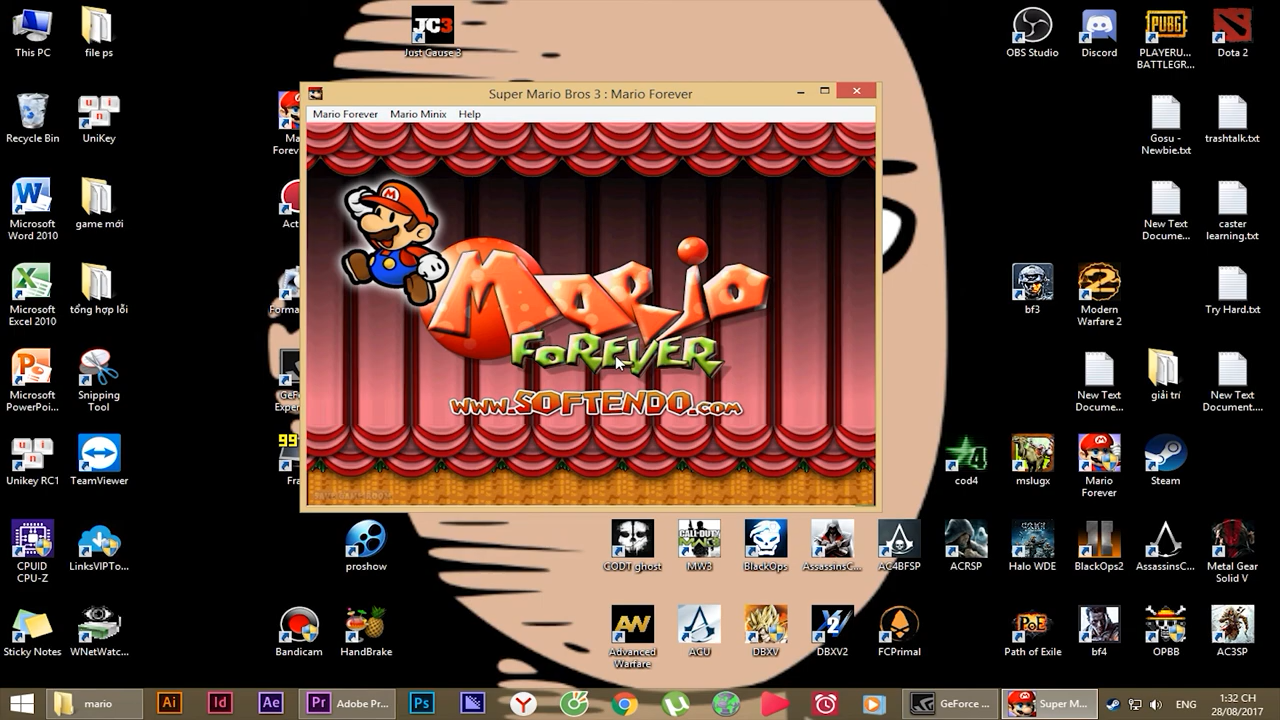 This PC
file ps
JC3
Just Cause 3
OBS Studio
Discord
PUBG
PLAYERU...
BATTLEGR...
Dota 2
Super Mario Bros 3 : Mario Forever
Mario Forever Mario Minix Help
Recycle Bin
UniKey
Gosu -
Newbie.txt
trashtalk.txt
Microsoft
Word 2010
game mới
New Text
Docume...
caster
learning.txt
Mario
FOREVER
www.SOFTENDO.com
Microsoft
Excel 2010
tổng hợp lỗi
bf3
Modern
Warfare 2
Try Hard.txt
Microsoft
PowerPoi...
Snipping
Tool
New Text
Docume...
giải trí
New Text
Document....
Unikey RC1
TeamViewer
cod4
mslugx
Mario
Forever
Steam
CPUID
CPU-Z
LinksVIPTo...
proshow
CODT ghost
MW3
BlackOps
AssassinsC...
AC4BFSP
ACRSP
Halo WDE
BlackOps2
AssassinsC...
Metal Gear
Solid V
Sticky Notes
WNetWatc...
Bandicam
HandBrake
Advanced
Warfare
ACU
DBXV
DBXV2
FCPrimal
Path of Exile
bf4
OPBB
AC3SP
mario
Ai
Id
Ae
Pr
Adobe Pr...
Ps
GeForce ...
Super M...
ENG
1:32 CH
28/08/2017